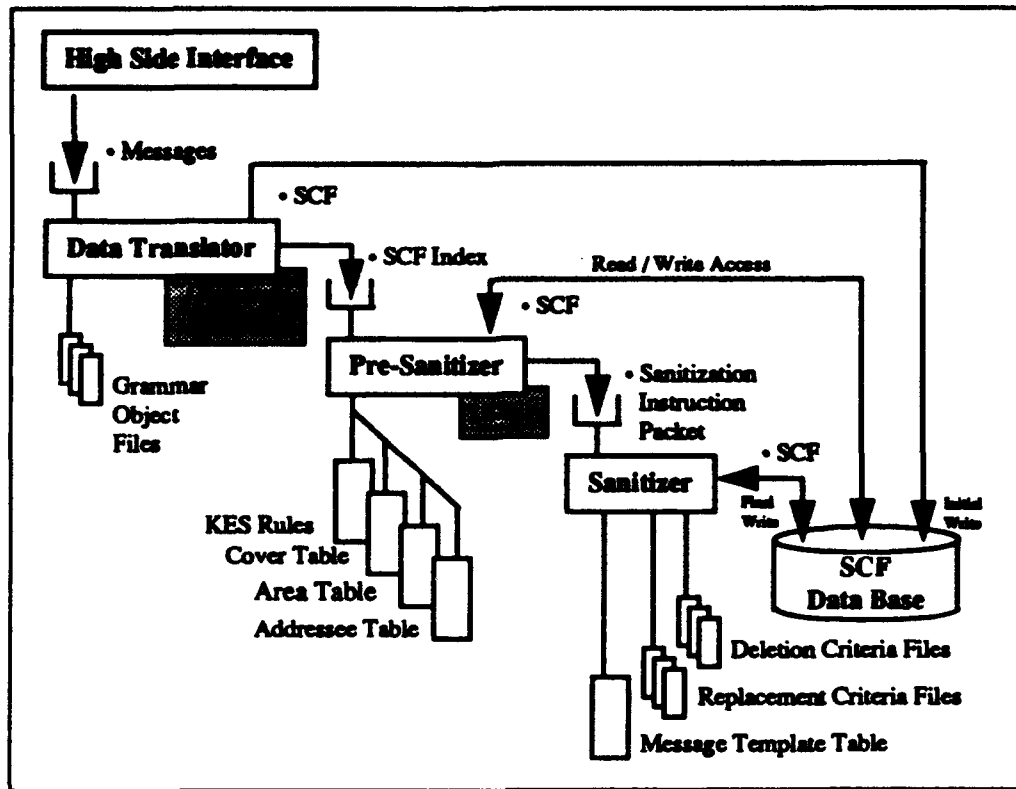 High Side Interface
• Messages
• SCF
Data Translator
• SCF Index
Read / Write Access
• SCF
Pre-Sanitizer
Grammar
Object
Files
• Sanitization
Instruction
Packet
• SCF
Sanitizer
Final
Write
Initial
Write
KES Rules
Cover Table
Area Table
Addressee Table
SCF
Data Base
Deletion Criteria Files
Replacement Criteria Files
Message Template Table